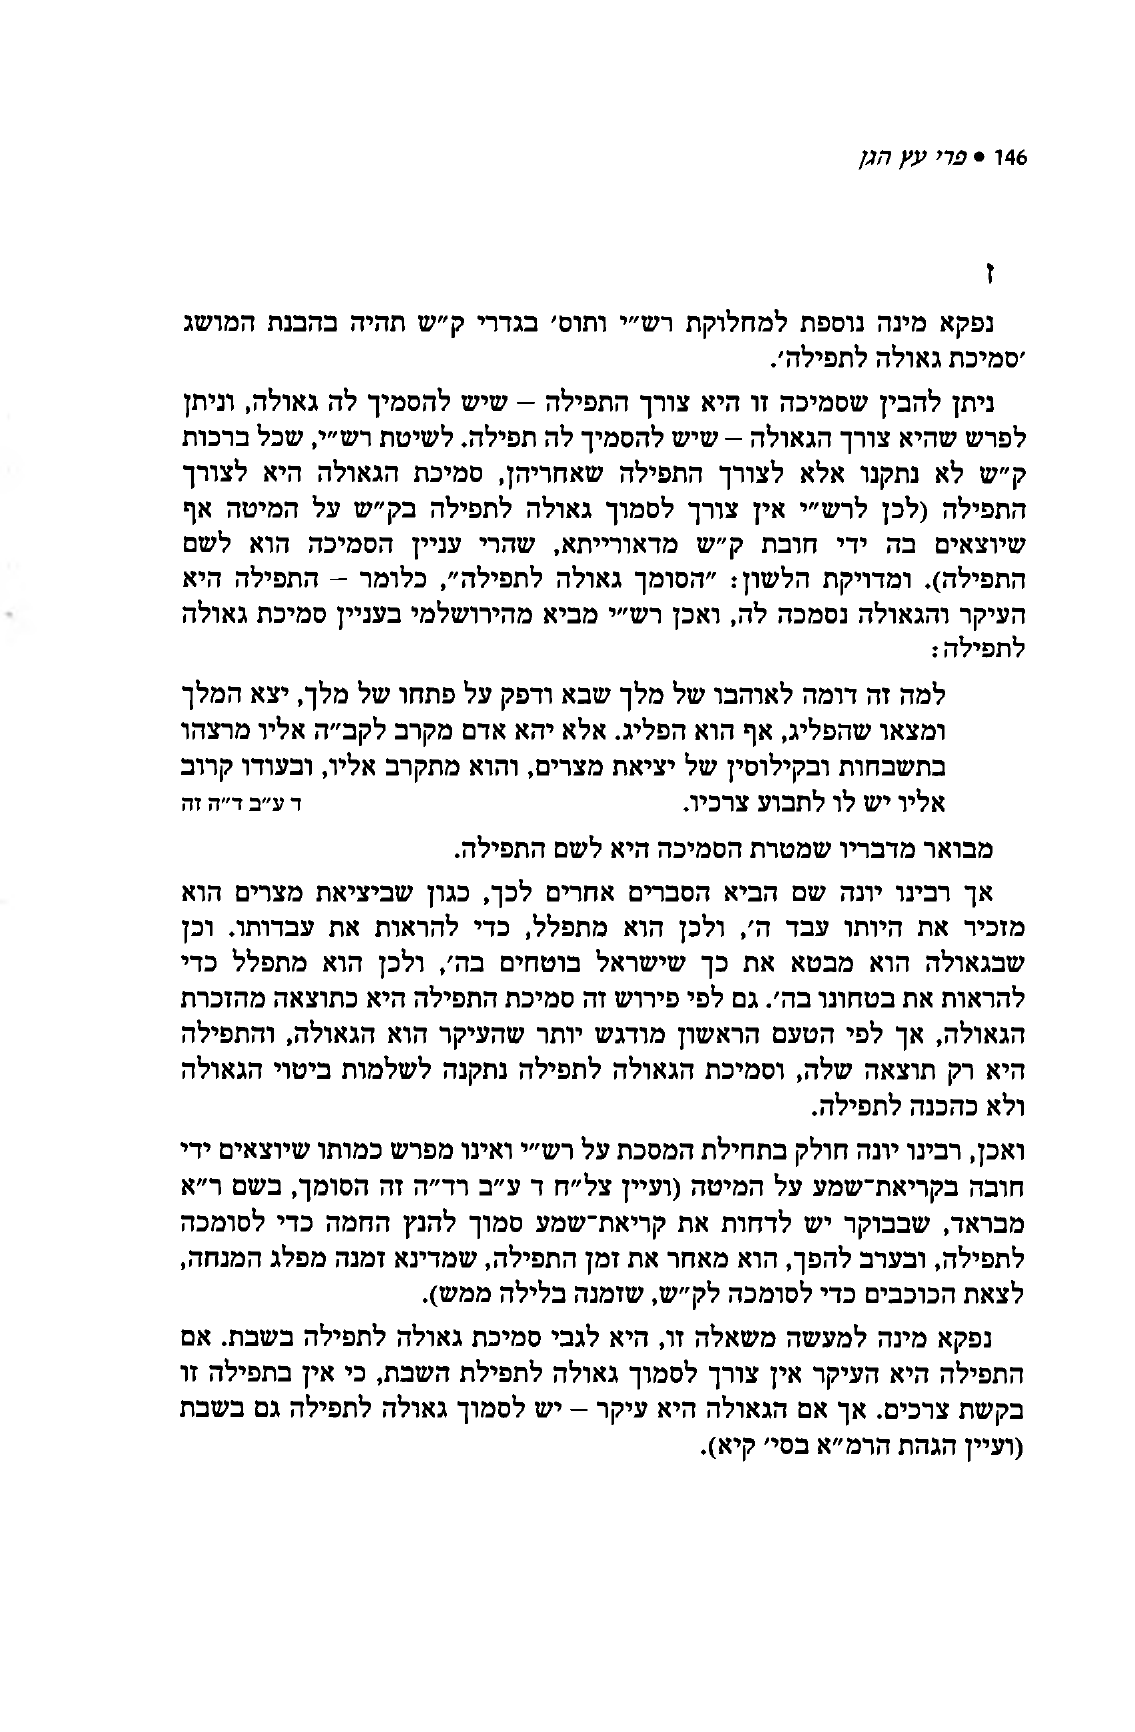 146 • פרי עץ הגן
ז
נפקא מינה נוספת למחלוקת רש״י ותוס׳ בגדרי ק״ש תהיה בהבנת המושג
׳סמיכת גאולה לתפילה׳.
ניתן להבין שסמיכה זו היא צורך התפילה – שיש להסמיך לה גאולה, וניתן
לפרש שהיא צורך הגאולה – שיש להסמיך לה תפילה. לשיטת רש״י, שכל ברכות
ק״ש לא נתקנו אלא לצורך התפילה שאחריהן, סמיכת הגאולה היא לצורך
התפילה (לכן לרש״י אין צורך לסמוך גאולה לתפילה בק״ש על המיטה אף
שיוצאים בה ידי חובת ק״ש מדאורייתא, שהרי עניין הסמיכה הוא לשם
התפילה). ומדויקת הלשון: ״הסומך גאולה לתפילה״, כלומר – התפילה היא
העיקר והגאולה נסמכה לה, ואכן רש״י מביא מהירושלמי בעניין סמיכת גאולה
לתפילה:
למה זה דומה לאוהבו של מלך שבא ודפק על פתחו של מלך, יצא המלך
ומצאו שהפליג, אף הוא הפליג. אלא יהא אדם מקרב לקב״ה אליו מרצהו
בתשבחות ובקילוסין של יציאת מצרים, והוא מתקרב אליו, ובעודו קרוב
אליו יש לו לתבוע צרכיו. ד ע״ב ד״ה זה
מבואר מדבריו שמטרת הסמיכה היא לשם התפילה.
אך רבינו יונה שם הביא הסברים אחרים לכך, כגון שביציאת מצרים הוא
מזכיר את היותו עבד ה׳, ולכן הוא מתפלל, כדי להראות את עבדותו. וכן
שבגאולה הוא מבטא את כך שישראל בוטחים בה׳, ולכן הוא מתפלל כדי
להראות את בטחונו בה׳. גם לפי פירוש זה סמיכת התפילה היא כתוצאה מהזכרת
הגאולה, אך לפי הטעם הראשון מודגש יותר שהעיקר הוא הגאולה, והתפילה
היא רק תוצאה שלה, וסמיכת הגאולה לתפילה נתקנה לשלמות ביטוי הגאולה
ולא כהכנה לתפילה.
ואכן, רבינו יונה חולק בתחילת המסכת על רש״י ואינו מפרש כמותו שיוצאים ידי
חובה בקריאת־שמע על המיטה (ועיין צל״ח ד ע״ב רד״ה זה הסומך, בשם ר״א
מבראד, שבבוקר יש לדחות את קריאת־שמע סמוך להנץ החמה כדי לסומכה
לתפילה, ובערב להפך, הוא מאחר את זמן התפילה, שמדינא זמנה מפלג המנחה,
לצאת הכוכבים כדי לסומכה לק״ש, שזמנה בלילה ממש).
נפקא מינה למעשה משאלה זו, היא לגבי סמיכת גאולה לתפילה בשבת. אם
התפילה היא העיקר אין צורך לסמוך גאולה לתפילת השבת, כי אין בתפילה זו
בקשת צרכים. אך אם הגאולה היא עיקר – יש לסמוך גאולה לתפילה גם בשבת
(ועיין הגהת הרמ״א בסי׳ קיא).